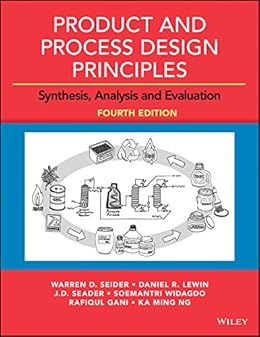 PRODUCT AND
PROCESS DESIGN
PRINCIPLES
Synthesis, Analysis and Evaluation
FOURTH EDITION
WARREN D. SEIDER • DANIEL R. LEWIN
J.D. SEADER • SOEMANTRI WIDAGDO
RAFIQUL GANI • KA MING NG
WILEY